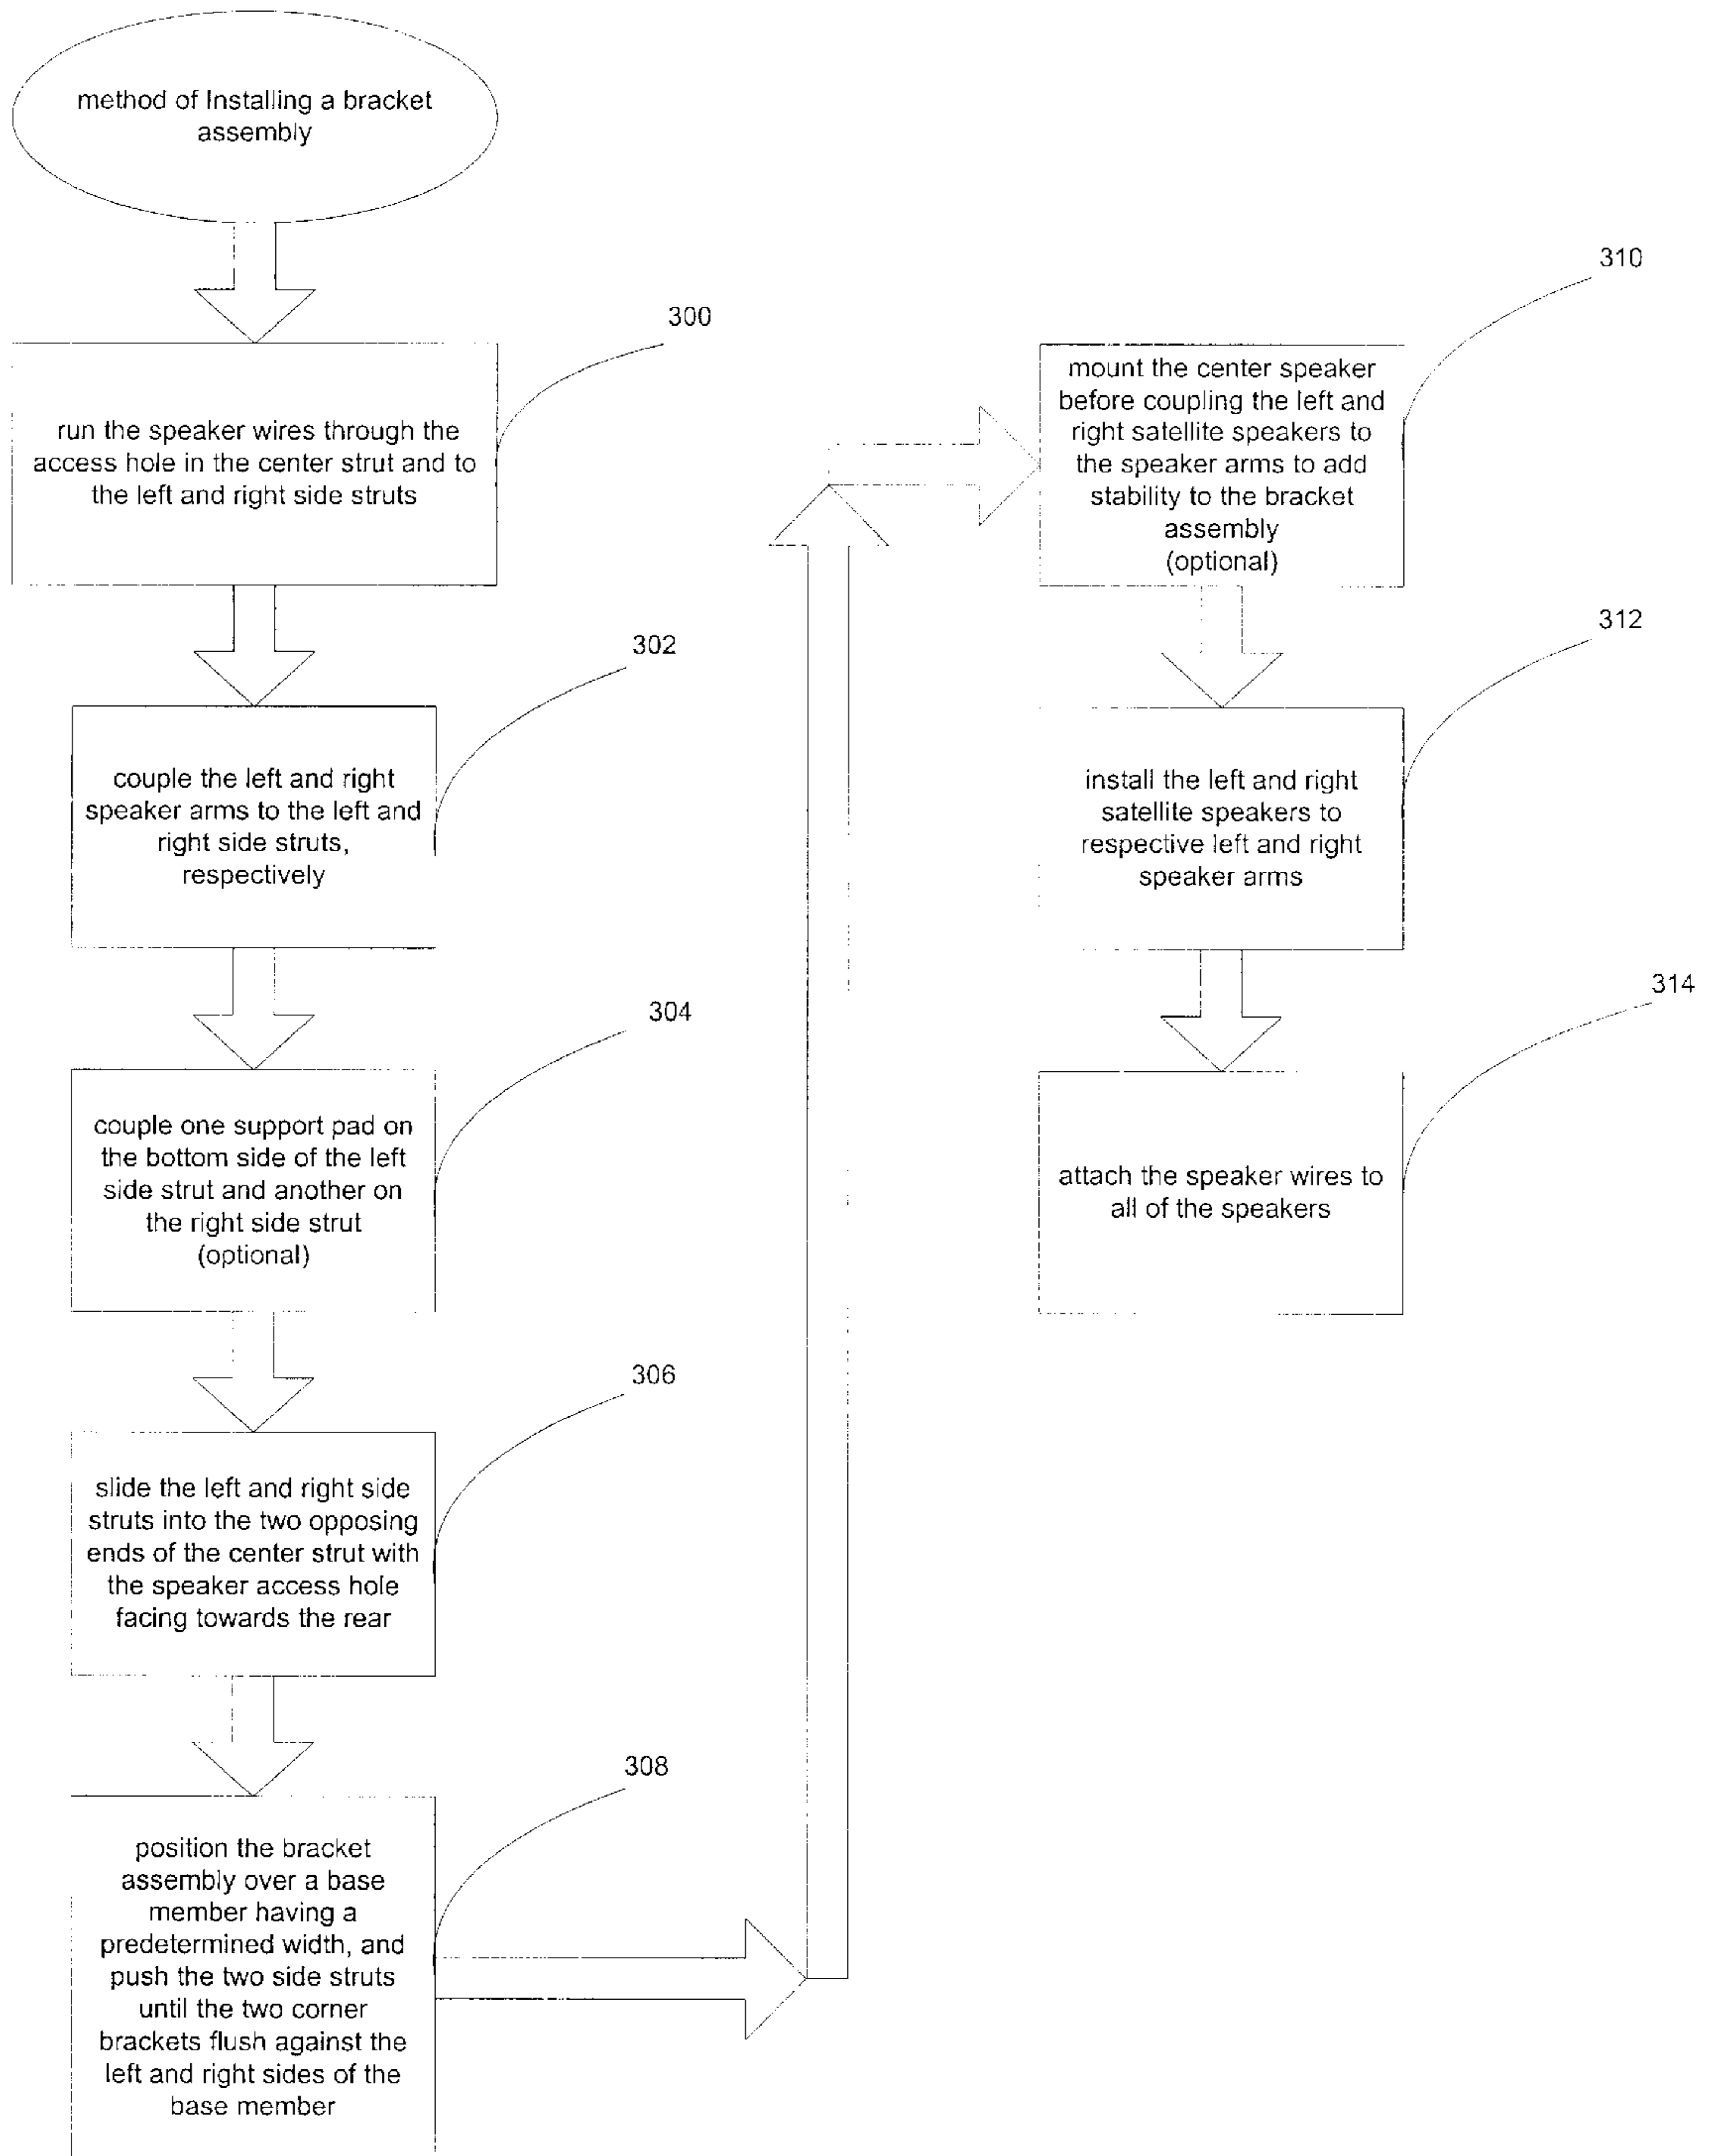 method of Installing a bracket
assembly
300
run the speaker wires through the
access hole in the center strut and to
the left and right side struts
302
couple the left and right
speaker arms to the left and
right side struts,
respectively
304
couple one support pad on
the bottom side of the left
side strut and another on
the right side strut
(optional)
306
slide the left and right side
struts into the two opposing
ends of the center strut with
the speaker access hole
facing towards the rear
308
position the bracket
assembly over a base
member having a
predetermined width, and
push the two side struts
until the two corner
brackets flush against the
left and right sides of the
base member
310
mount the center speaker
before coupling the left and
right satellite speakers to
the speaker arms to add
stability to the bracket
assembly
(optional)
312
install the left and right
satellite speakers to
respective left and right
speaker arms
314
attach the speaker wires to
all of the speakers